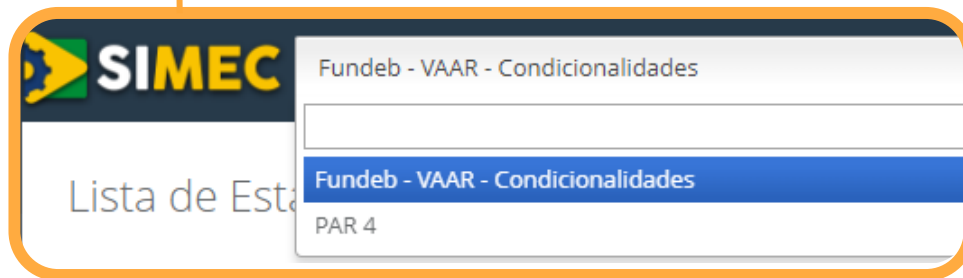 SIMEC
Fundeb - VAAR - Condicionalidades
Fundeb - VAAR - Condicionalidades
Lista de Esta
PAR 4